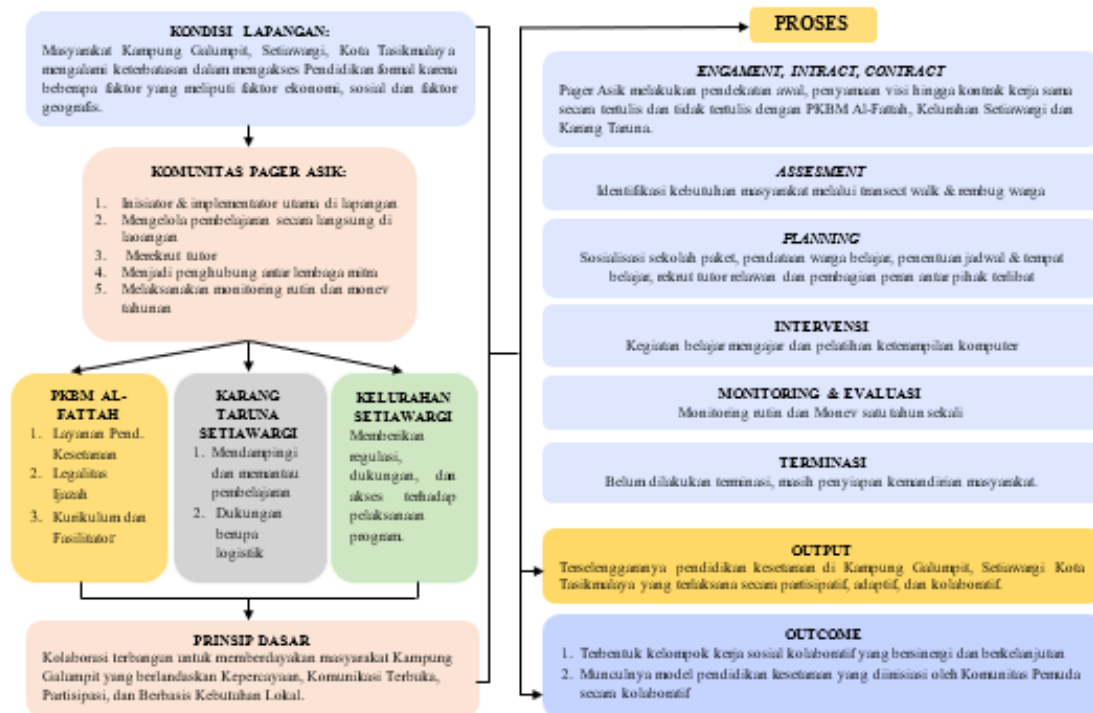 KONDISI LAPANGAN:
Masyarakat Kampung Galumpit, Setiawargi, Kota Tasikmalaya
mengalami keterbatasan dalam mengakses Pendidikan formal karena
beberapa faktor yang meliputi faktor ekonomi, sosial dan faktor
geografis.
KOMUNITAS PAGER ASIK:
1. Inisiator & implementator utama di lapangan
2. Mengelola pembelajaran secara langsung di
laoangan
3. Merekrut tutor
4. Menjadi penghubung antar lembaga mitra
5. Melaksanakan monitoring rutin dan monev
tahunan
PKBM AL-
FATTAH
1. Layanan Pend.
Kesetaraan
2. Legalitas
Ijazah
3. Kurikulum dan
Fasilitator
KARANG
TARUNA
SETIAWARGI
1. Mendampingi
dan memantau
pembelajaran
2. Dukungan
berupa
logistik
KELURAHAN
SETIAWARGI
Memberikan
regulasi,
dukungan, dan
akses terhadap
pelaksanaan
program.
PRINSIP DASAR
Kolaborasi terbangun untuk memberdayakan masyarakat Kampung
Galumpit yang berlandaskan Kepercayaan, Komunikasi Terbuka,
Partisipasi, dan Berbasis Kebutuhan Lokal.
PROSES
ENGAMENT, INTRACT, CONTRACT
Pager Asik melakukan pendekatan awal, penyamaan visi hingga kontrak kerja sama
secara tertulis dan tidak tertulis dengan PKBM Al-Fattah, Kelurahan Setiawargi dan
Karang Taruna.
ASSESMENT
Identifikasi kebutuhan masyarakat melalui transect walk & rembug warga
PLANNING
Sosialisasi sekolah paket, pendataan warga belajar, penentuan jadwal & tempat
belajar, rekrut tutor relawan dan pembagian peran antar pihak terlibat
INTERVENSI
Kegiatan belajar mengajar dan pelatihan keterampilan komputer
MONITORING & EVALUASI
Monitoring rutin dan Monev satu tahun sekali
TERMINASI
Belum dilakukan terminasi, masih penyiapan kemandirian masyarakat.
OUTPUT
Terselenggaranya pendidikan kesetaraan di Kampung Galumpit, Setiawargi Kota
Tasikmalaya yang terlaksana secara partisipatif, adaptif, dan kolaboratif.
OUTCOME
1. Terbentuk kelompok kerja sosial kolaboratif yang bersinergi dan berkelanjutan
2. Munculnya model pendidikan kesetaraan yang diinisiasi oleh Komunitas Pemuda
secara kolaboratif